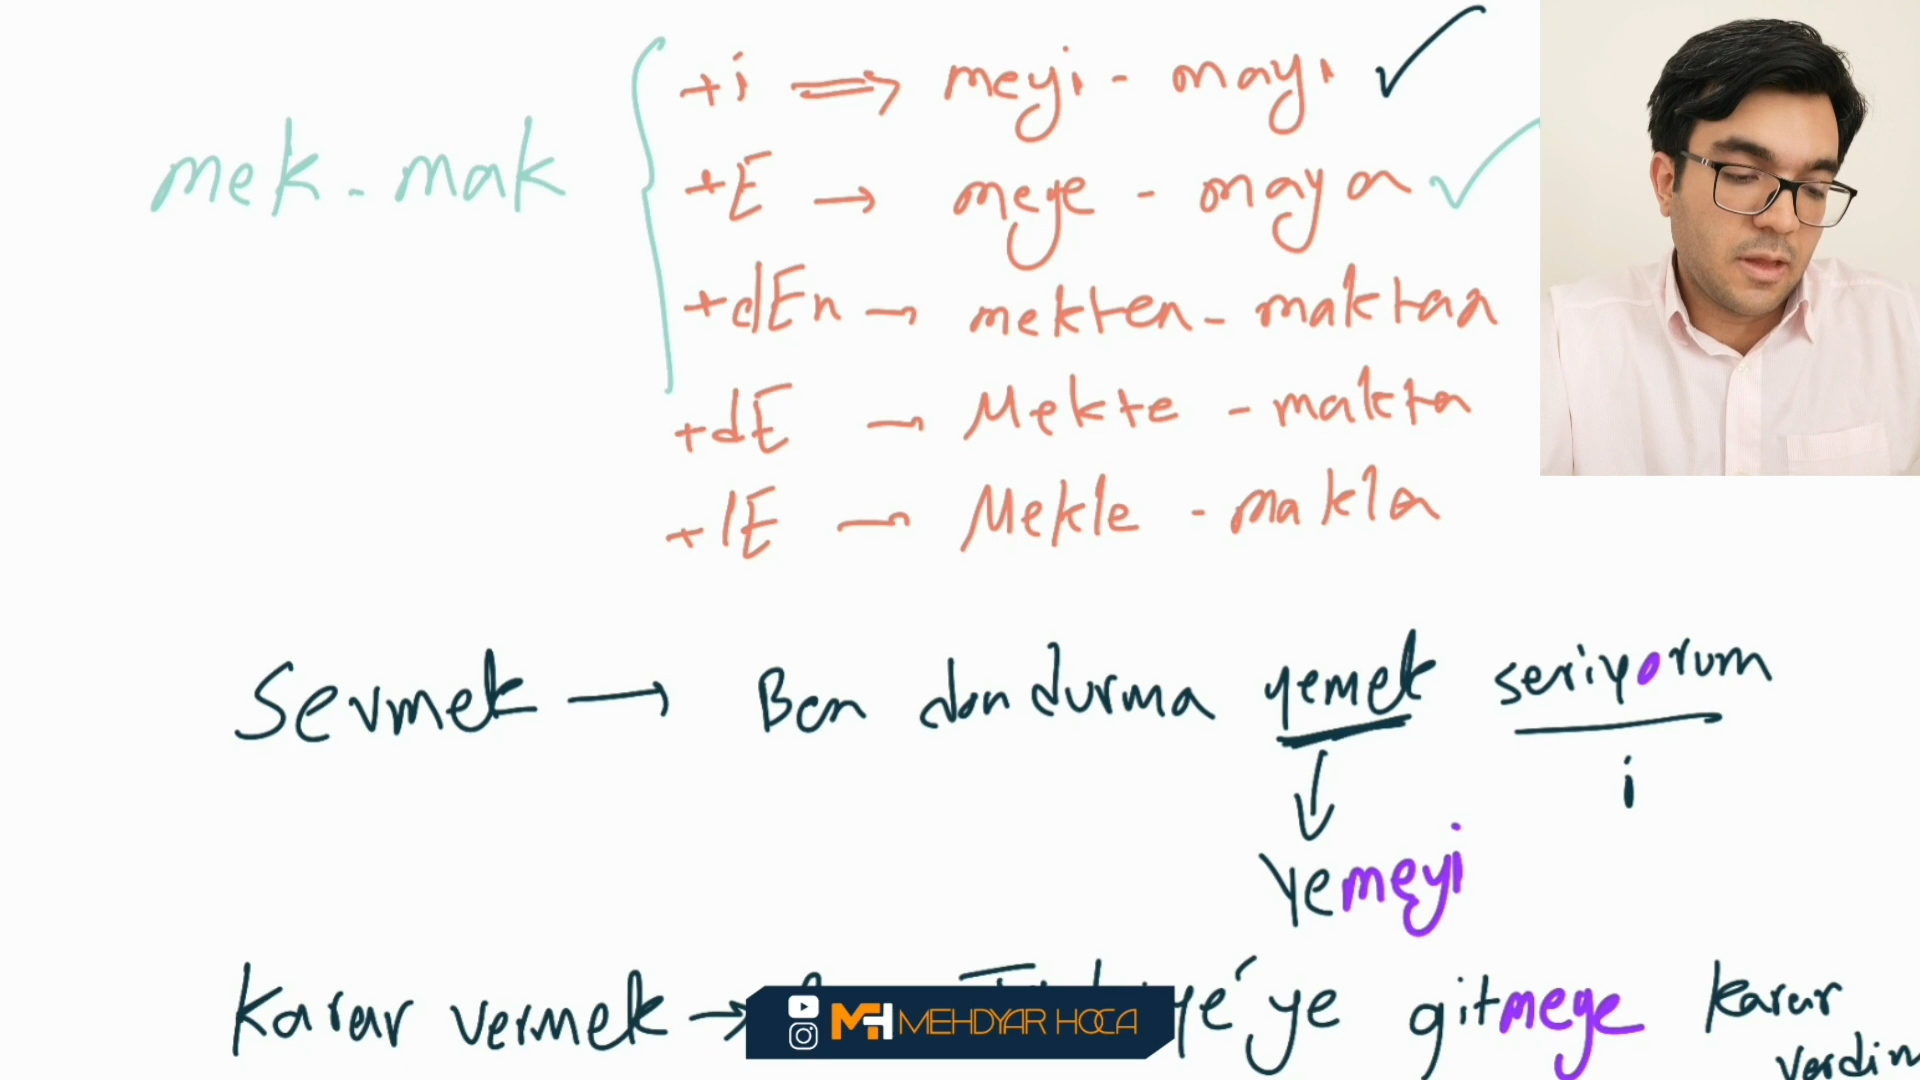 mek - mak
+i ⟹ meyi - mayı ✓
+E → meye - maya ✓
+dEn → mekten - maktan
+dE → Mekte - makta
+lE → Mekle - makla
Sevmek → Ben dondurma yemek seviyorum
i
yemeyi
Karar vermek → ye'ye gitmeye karar
verdim
MH MEHDYAR HOCA